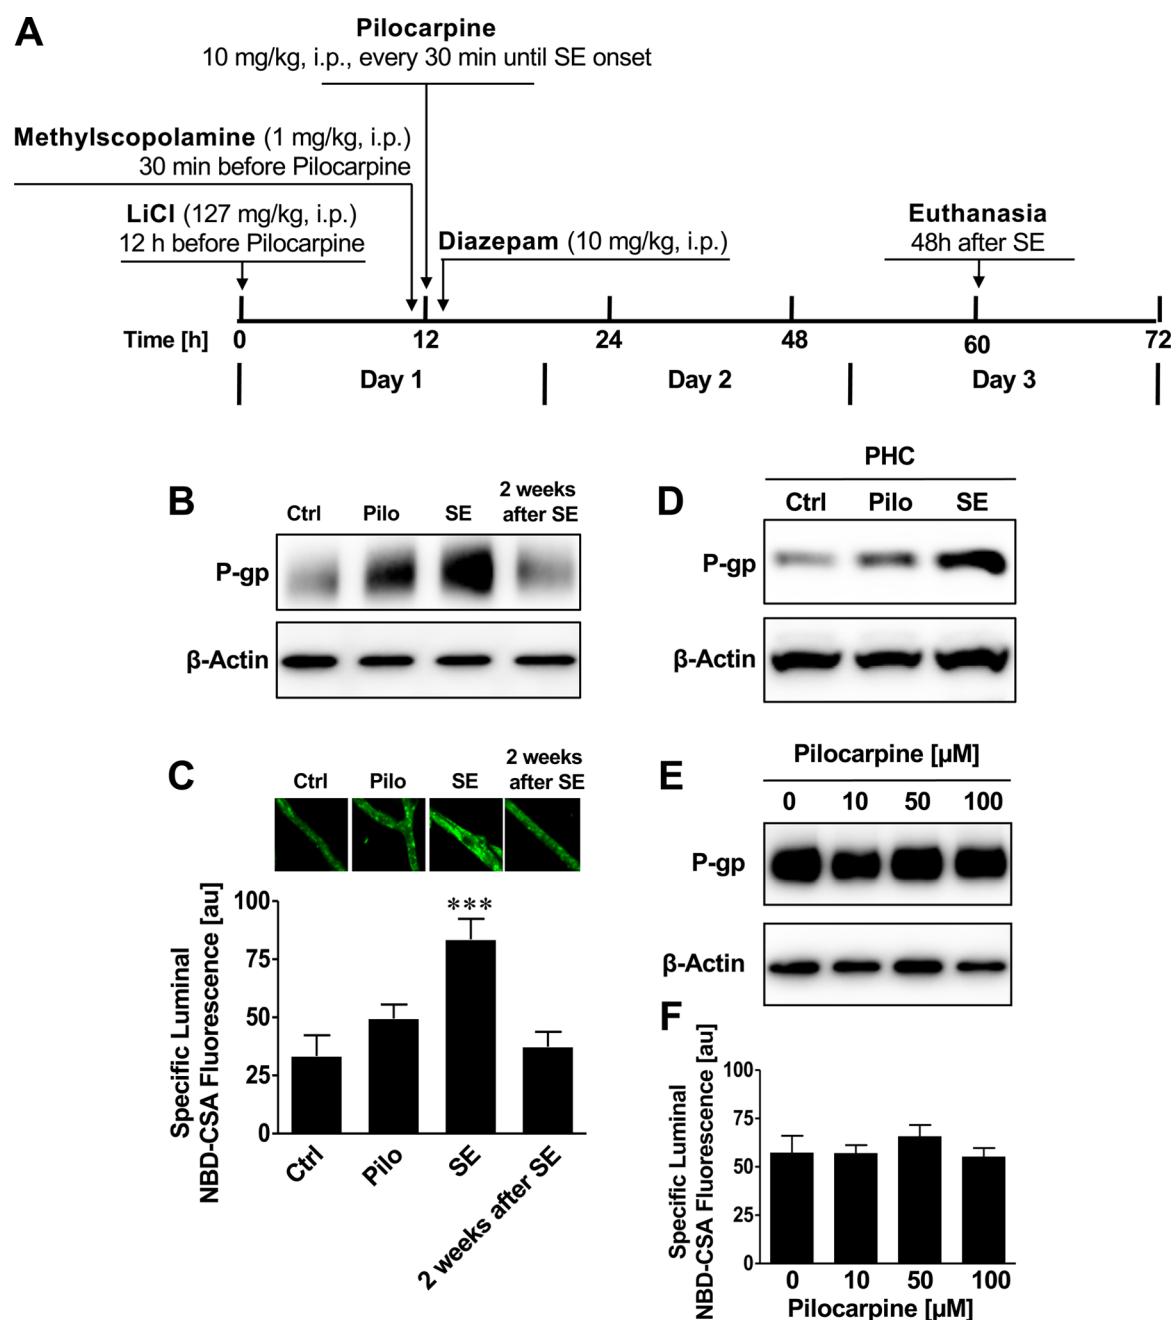 A
Pilocarpine
10 mg/kg, i.p., every 30 min until SE onset
Methylscopolamine (1 mg/kg, i.p.)
30 min before Pilocarpine
LiCl (127 mg/kg, i.p.)
12 h before Pilocarpine
Diazepam (10 mg/kg, i.p.)
Euthanasia
48h after SE
Time [h] 0 12 24 48 60 72
Day 1 Day 2 Day 3
B
Ctrl Pilo SE 2 weeks
after SE
P-gp
β-Actin
C
Ctrl Pilo SE 2 weeks
after SE
Specific Luminal
NBD-CSA Fluorescence [au]
100
75
50
25
0
***
Ctrl Pilo SE 2 weeks after SE
D
PHC
Ctrl Pilo SE
P-gp
β-Actin
E
Pilocarpine [µM]
0 10 50 100
P-gp
β-Actin
F
Specific Luminal
NBD-CSA Fluorescence [au]
100
75
50
25
0
0 10 50 100
Pilocarpine [µM]